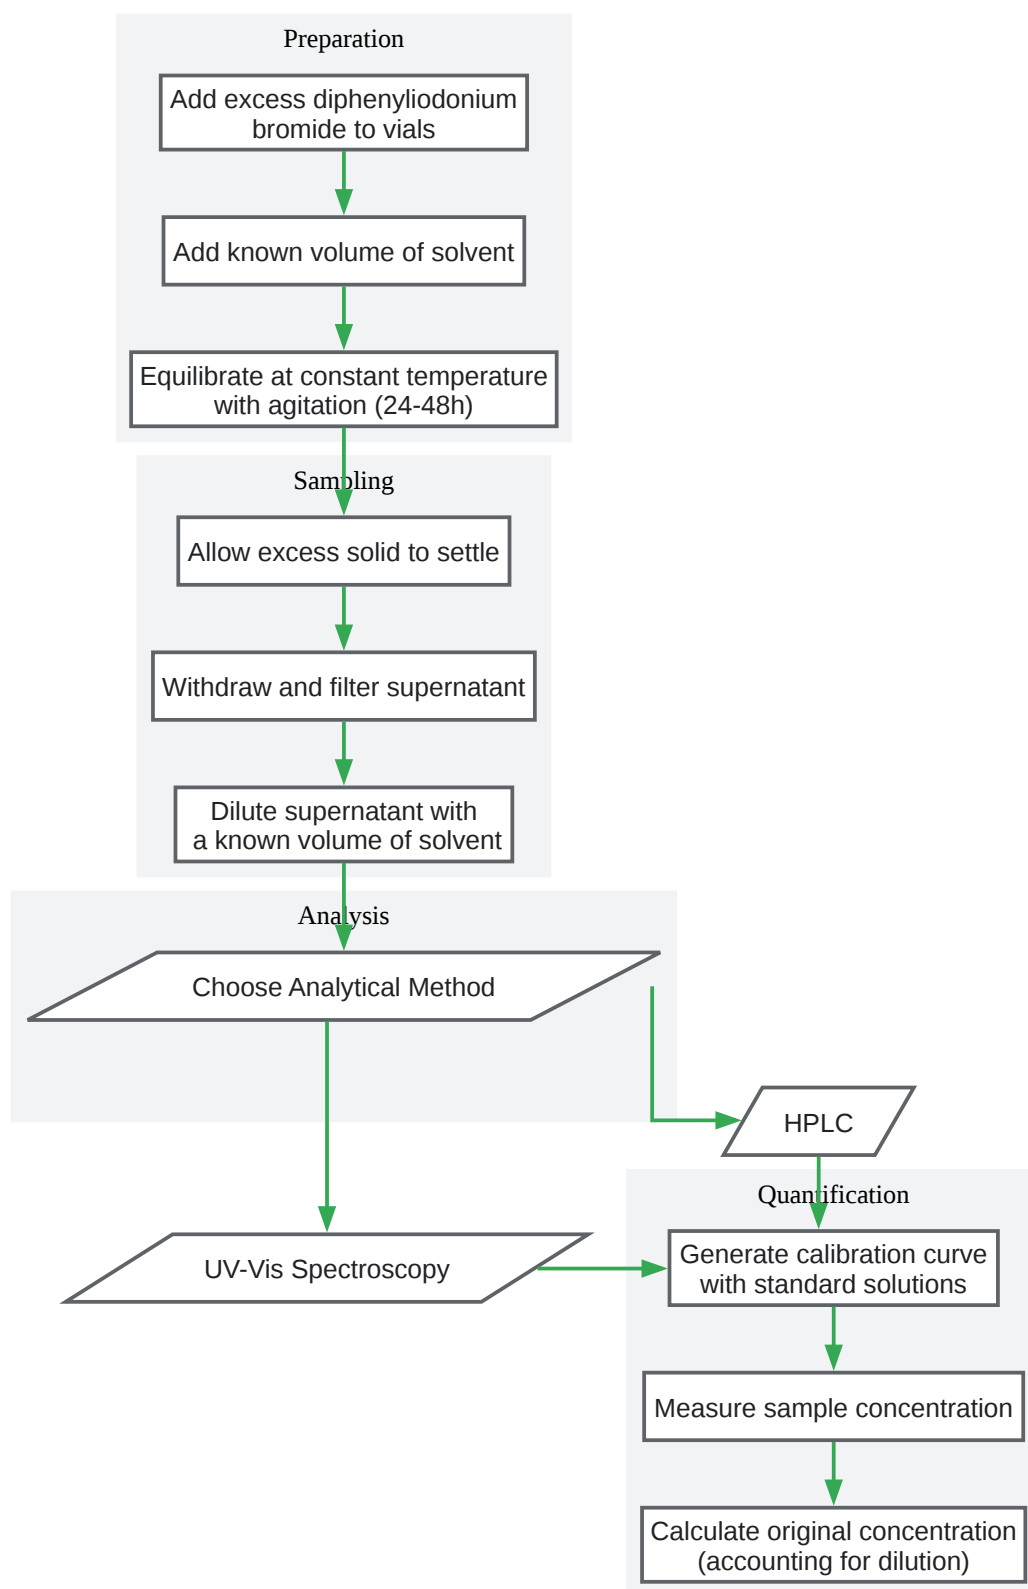 Preparation
Add excess diphenyliodonium
bromide to vials
Add known volume of solvent
Equilibrate at constant temperature
with agitation (24-48h)
Sampling
Allow excess solid to settle
Withdraw and filter supernatant
Dilute supernatant with
a known volume of solvent
Analysis
Choose Analytical Method
HPLC
UV-Vis Spectroscopy
Quantification
Generate calibration curve
with standard solutions
Measure sample concentration
Calculate original concentration
(accounting for dilution)